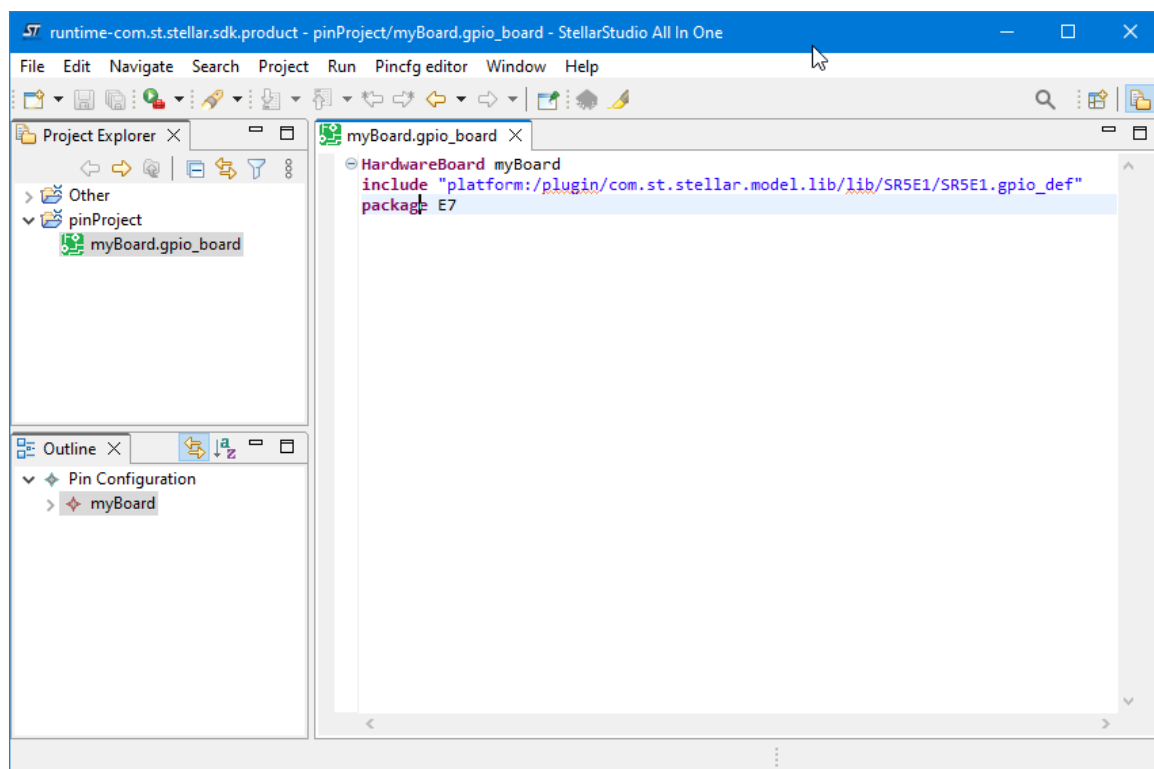 runtime-com.st.stellar.sdk.product - pinProject/myBoard.gpio_board - StellarStudio All In One
File Edit Navigate Search Project Run Pincfg editor Window Help
Project Explorer
Other
pinProject
myBoard.gpio_board
myBoard.gpio_board
HardwareBoard myBoard
include "platform:/plugin/com.st.stellar.model.lib/lib/SR5E1/SR5E1.gpio_def"
package E7
Outline
Pin Configuration
myBoard